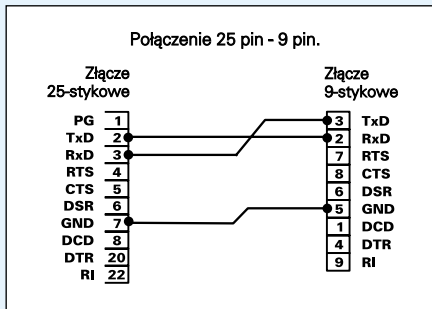 Połączenie 25 pin - 9 pin.
Złącze
25-stykowe
PG 1
TxD 2
RxD 3
RTS 4
CTS 5
DSR 6
GND 7
DCD 8
DTR 20
RI 22
Złącze
9-stykowe
3 TxD
2 RxD
7 RTS
8 CTS
6 DSR
5 GND
1 DCD
4 DTR
9 RI